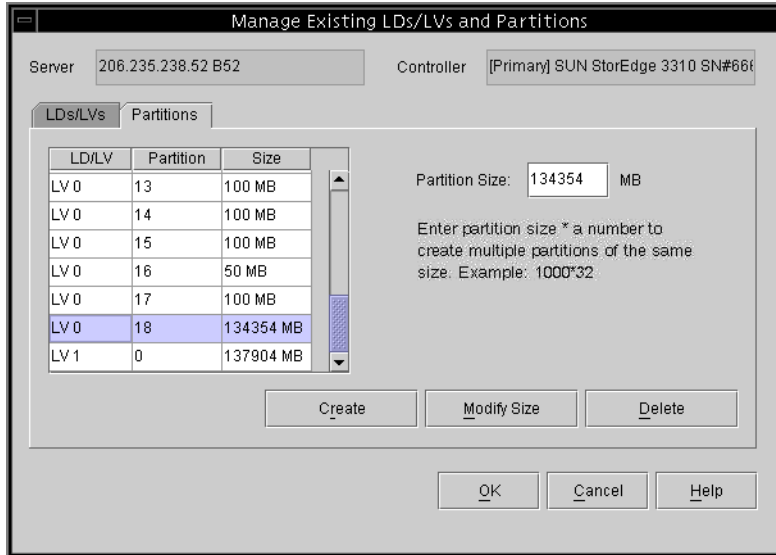 Manage Existing LDs/LVs and Partitions
Server 206.235.238.52 B52 Controller [Primary] SUN StorEdge 3310 SN#666
LDs/LVs Partitions
LD/LV Partition Size
LV 0 13 100 MB
LV 0 14 100 MB
LV 0 15 100 MB
LV 0 16 50 MB
LV 0 17 100 MB
LV 0 18 134354 MB
LV 1 0 137904 MB
Partition Size: 134354 MB
Enter partition size * a number to
create multiple partitions of the same
size. Example: 1000*32
Create Modify Size Delete
OK Cancel Help